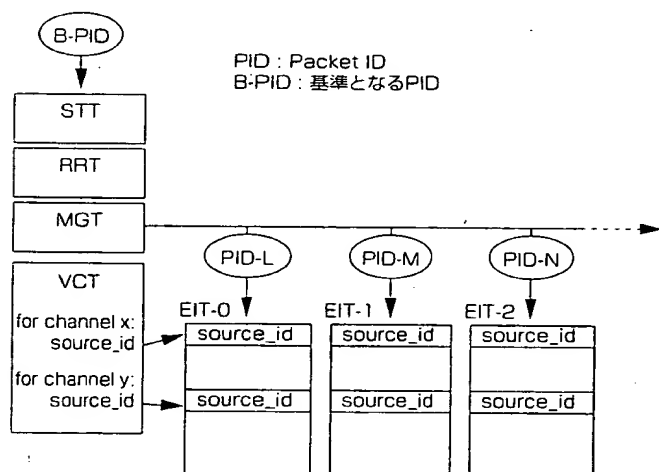 B-PID
PID : Packet ID
B-PID : 基準となるPID
STT
RRT
MGT
PID-L
PID-M
PID-N
VCT
EIT-0
EIT-1
EIT-2
for channel x:
source_id
source_id
source_id
source_id
for channel y:
source_id
source_id
source_id
source_id